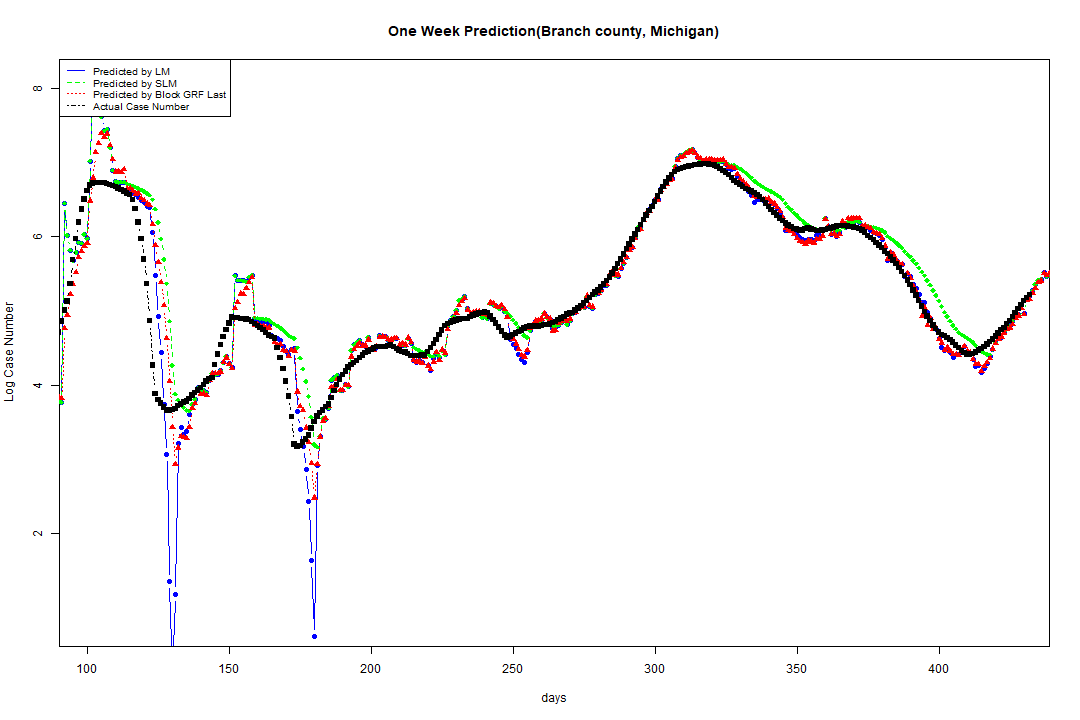 One Week Prediction(Branch county, Michigan)
Predicted by LM
Predicted by SLM
Predicted by Block GRF Last
Actual Case Number
8
6
4
2
Log Case Number
100 150 200 250 300 350 400
days